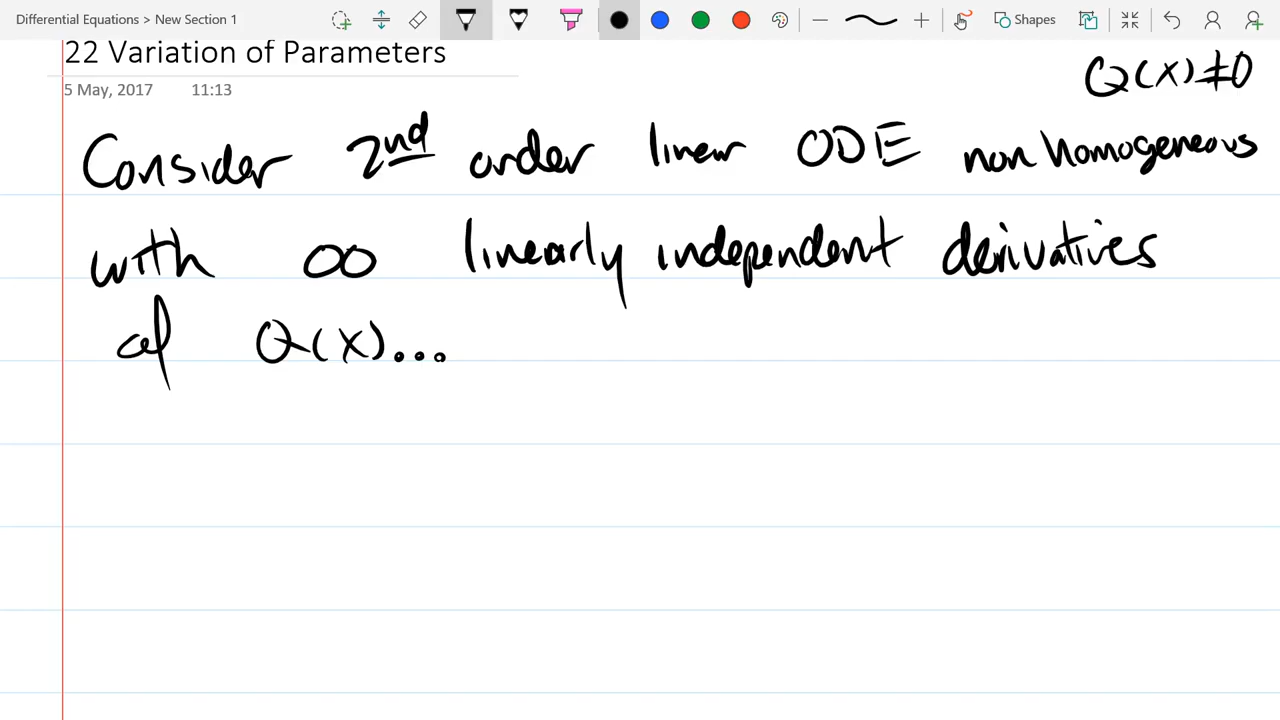 Differential Equations > New Section 1
Shapes
22 Variation of Parameters
5 May, 2017 11:13
Q(x)≠0
Consider 2nd order linear ODE nonhomogeneous
with ∞ linearly independent derivatives
of Q(x)...